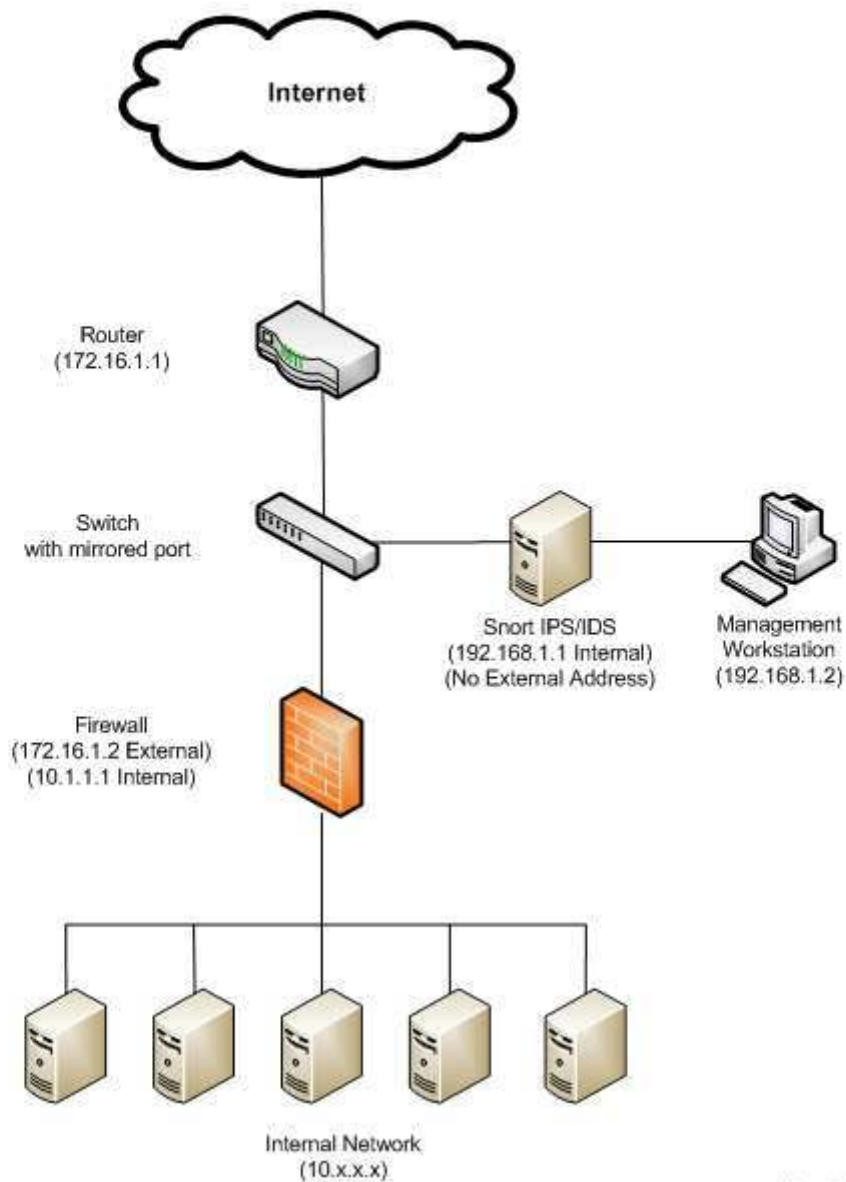 Internet
Router
(172.16.1.1)
Switch
with mirrored port
Snort IPS/IDS
(192.168.1.1 Internal)
(No External Address)
Management
Workstation
(192.168.1.2)
Firewall
(172.16.1.2 External)
(10.1.1.1 Internal)
Internal Network
(10.x.x.x)